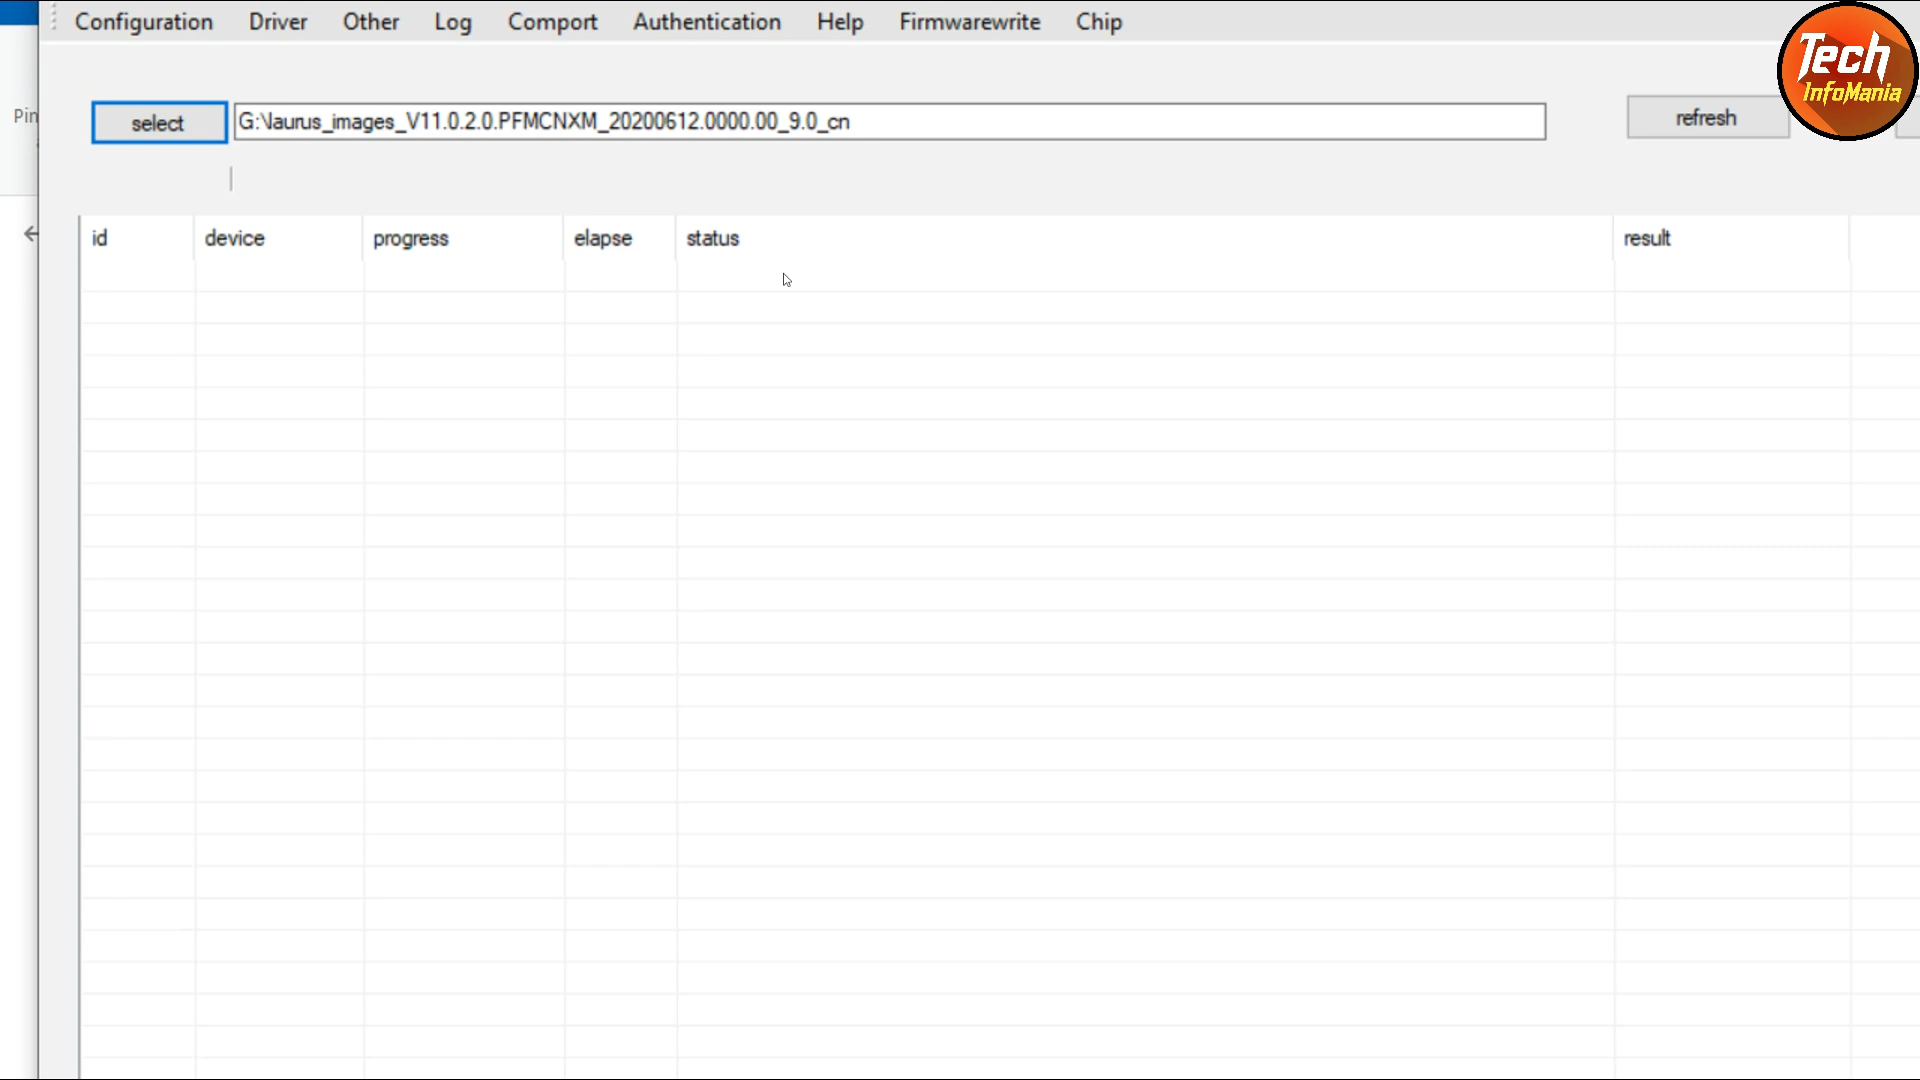 Configuration Driver Other Log Comport Authentication Help Firmwarewrite Chip
Tech
InfoMania
Pin
select G:\laurus_images_V11.0.2.0.PFMCNXM_20200612.0000.00_9.0_cn refresh
id device progress elapse status result